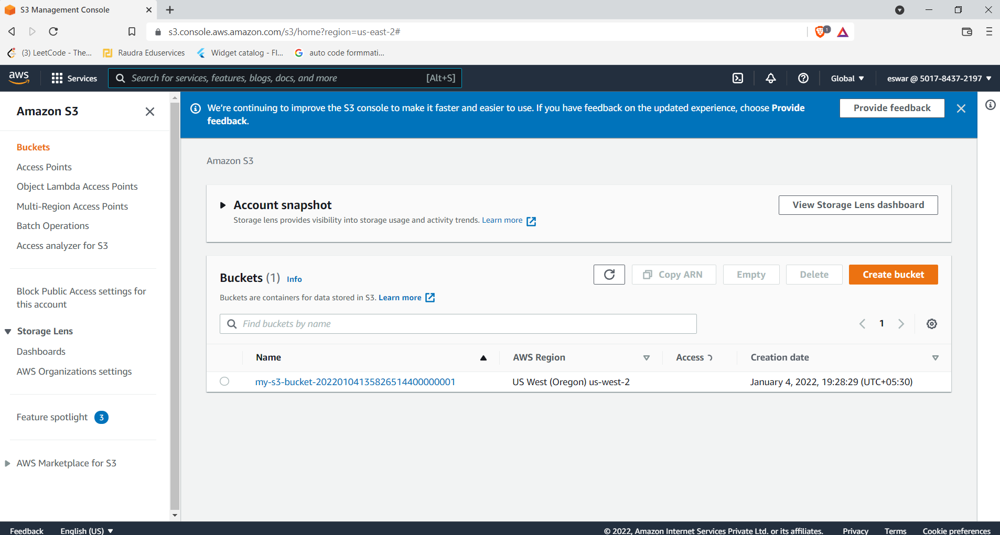 S3 Management Console
s3.console.aws.amazon.com/s3/home?region=us-east-2#
1
(3) LeetCode - The...
Raudra Eduservices
Widget catalog - Fl...
auto code formmati...
aws
Services
Search for services, features, blogs, docs, and more
[Alt+S]
Global
eswar @ 5017-8437-2197
Amazon S3
Buckets
Access Points
Object Lambda Access Points
Multi-Region Access Points
Batch Operations
Access analyzer for S3
Block Public Access settings for
this account
Storage Lens
Dashboards
AWS Organizations settings
Feature spotlight 3
AWS Marketplace for S3
We're continuing to improve the S3 console to make it faster and easier to use. If you have feedback on the updated experience, choose Provide
feedback.
Provide feedback
Amazon S3
Account snapshot
Storage lens provides visibility into storage usage and activity trends. Learn more
View Storage Lens dashboard
Buckets (1) Info
Buckets are containers for data stored in S3. Learn more
Copy ARN
Empty
Delete
Create bucket
Find buckets by name
1
Name
AWS Region
Access
Creation date
my-s3-bucket-20220104135826514400000001
US West (Oregon) us-west-2
January 4, 2022, 19:28:29 (UTC+05:30)
Feedback
English (US)
© 2022, Amazon Internet Services Private Ltd. or its affiliates.
Privacy
Terms
Cookie preferences